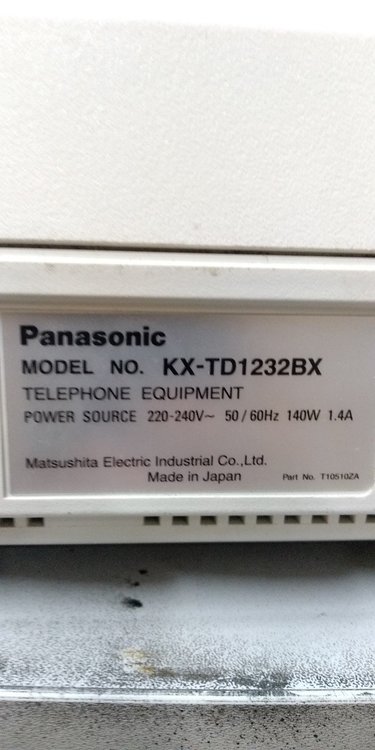 Panasonic
MODEL NO. KX-TD1232BX
TELEPHONE EQUIPMENT
POWER SOURCE 220-240V~ 50/60Hz 140W 1.4A
Matsushita Electric Industrial Co.,Ltd.
Made in Japan Part No. T10510ZA